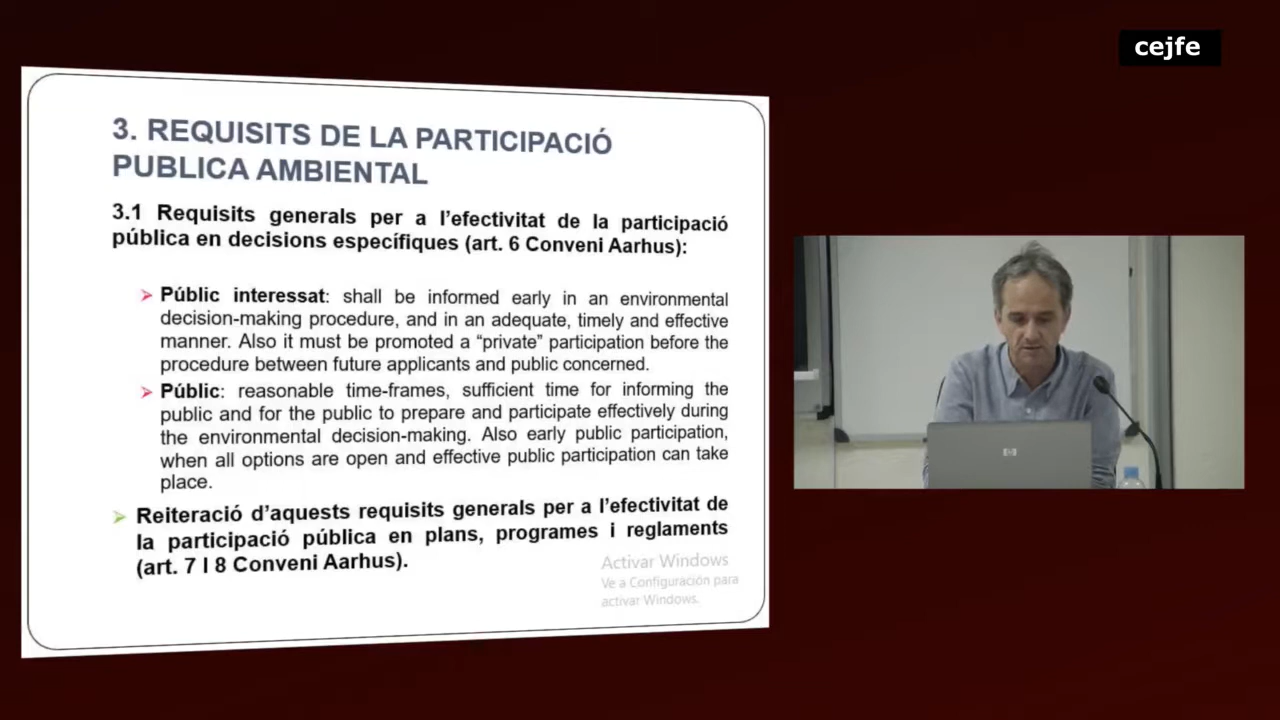 cejfe
3. REQUISITS DE LA PARTICIPACIÓ
PUBLICA AMBIENTAL
3.1 Requisits generals per a l’efectivitat de la participació
pública en decisions específiques (art. 6 Conveni Aarhus):
Públic interessat: shall be informed early in an environmental
decision-making procedure, and in an adequate, timely and effective
manner. Also it must be promoted a “private” participation before the
procedure between future applicants and public concerned.
Públic: reasonable time-frames, sufficient time for informing the
public and for the public to prepare and participate effectively during
the environmental decision-making. Also early public participation,
when all options are open and effective public participation can take
place.
Reiteració d’aquests requisits generals per a l’efectivitat de
la participació pública en plans, programes i reglaments
(art. 7 I 8 Conveni Aarhus).
Activar Windows
Ve a Configuración para
activar Windows.
hp